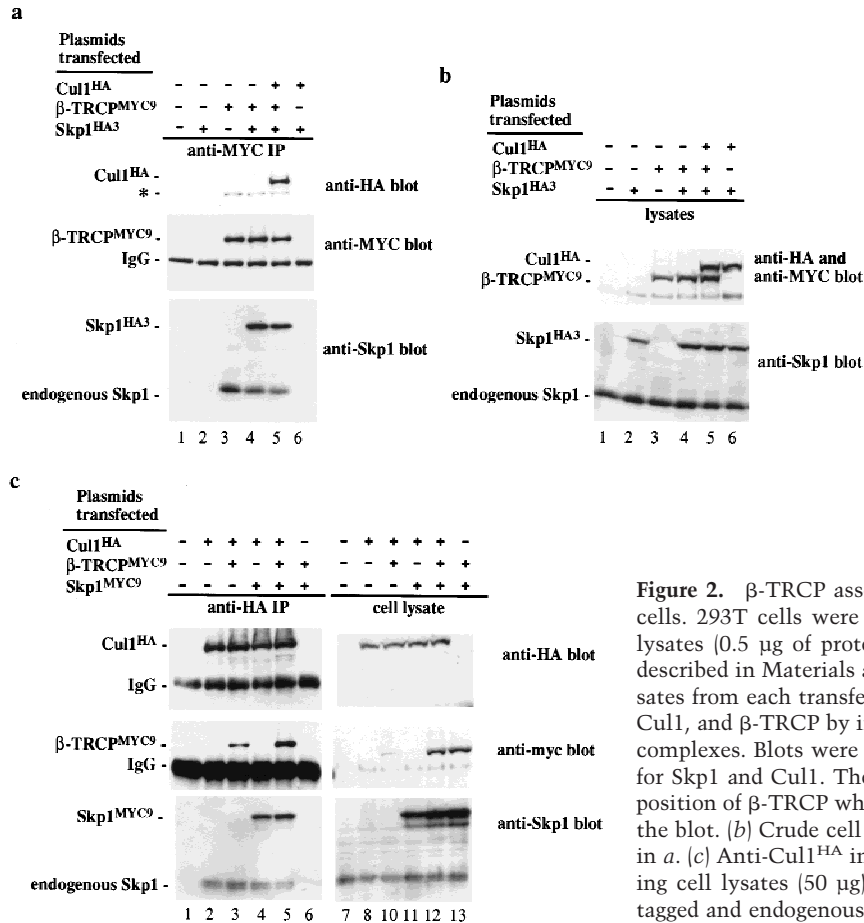 a
Plasmids
transfected
Cul1HA - - - - + +
β-TRCPMYC9 - - + + + -
Skp1HA3 - + - + + +
anti-MYC IP
Cul1HA -
* -
anti-HA blot
β-TRCPMYC9 -
IgG -
anti-MYC blot
Skp1HA3 -
endogenous Skp1 -
anti-Skp1 blot
1 2 3 4 5 6
b
Plasmids
transfected
Cul1HA - - - - + +
β-TRCPMYC9 - - + + + -
Skp1HA3 - + - + + +
lysates
Cul1HA -
β-TRCPMYC9 -
anti-HA and
anti-MYC blot
Skp1HA3 -
endogenous Skp1 -
anti-Skp1 blot
1 2 3 4 5 6
c
Plasmids
transfected
Cul1HA - + + + + - - + + + + -
β-TRCPMYC9 - - + - + + - - + - + +
Skp1MYC9 - - - + + + - - - + + +
anti-HA IP cell lysate
Cul1HA -
IgG -
anti-HA blot
β-TRCPMYC9 -
IgG -
anti-myc blot
Skp1MYC9 -
endogenous Skp1 -
anti-Skp1 blot
1 2 3 4 5 6 7 8 10 11 12 13
Figure 2. β-TRCP ass
cells. 293T cells were
lysates (0.5 µg of prote
described in Materials a
sates from each transfe
Cul1, and β-TRCP by i
complexes. Blots were
for Skp1 and Cul1. The
position of β-TRCP wh
the blot. (b) Crude cell
in a. (c) Anti-Cul1HA in
ing cell lysates (50 µg)
tagged and endogenous